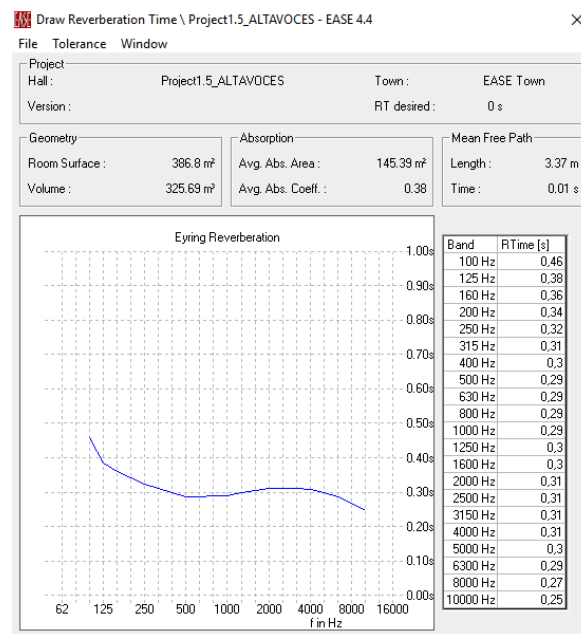 Draw Reverberation Time \ Project1.5_ALTAVOCES - EASE 4.4
File Tolerance Window
Project
Hall : Project1.5_ALTAVOCES Town : EASE Town
Version : RT desired : 0 s
Geometry
Room Surface : 386.8 m²
Volume : 325.69 m³
Absorption
Avg. Abs. Area : 145.39 m²
Avg. Abs. Coeff. : 0.38
Mean Free Path
Length : 3.37 m
Time : 0.01 s
Eyring Reverberation
1.00s
0.90s
0.80s
0.70s
0.60s
0.50s
0.40s
0.30s
0.20s
0.10s
0.00s
62 125 250 500 1000 2000 4000 8000 16000
f in Hz
Band RTime [s]
100 Hz 0,46
125 Hz 0,38
160 Hz 0,36
200 Hz 0,34
250 Hz 0,32
315 Hz 0,31
400 Hz 0,3
500 Hz 0,29
630 Hz 0,29
800 Hz 0,29
1000 Hz 0,29
1250 Hz 0,3
1600 Hz 0,3
2000 Hz 0,31
2500 Hz 0,31
3150 Hz 0,31
4000 Hz 0,31
5000 Hz 0,3
6300 Hz 0,29
8000 Hz 0,27
10000 Hz 0,25